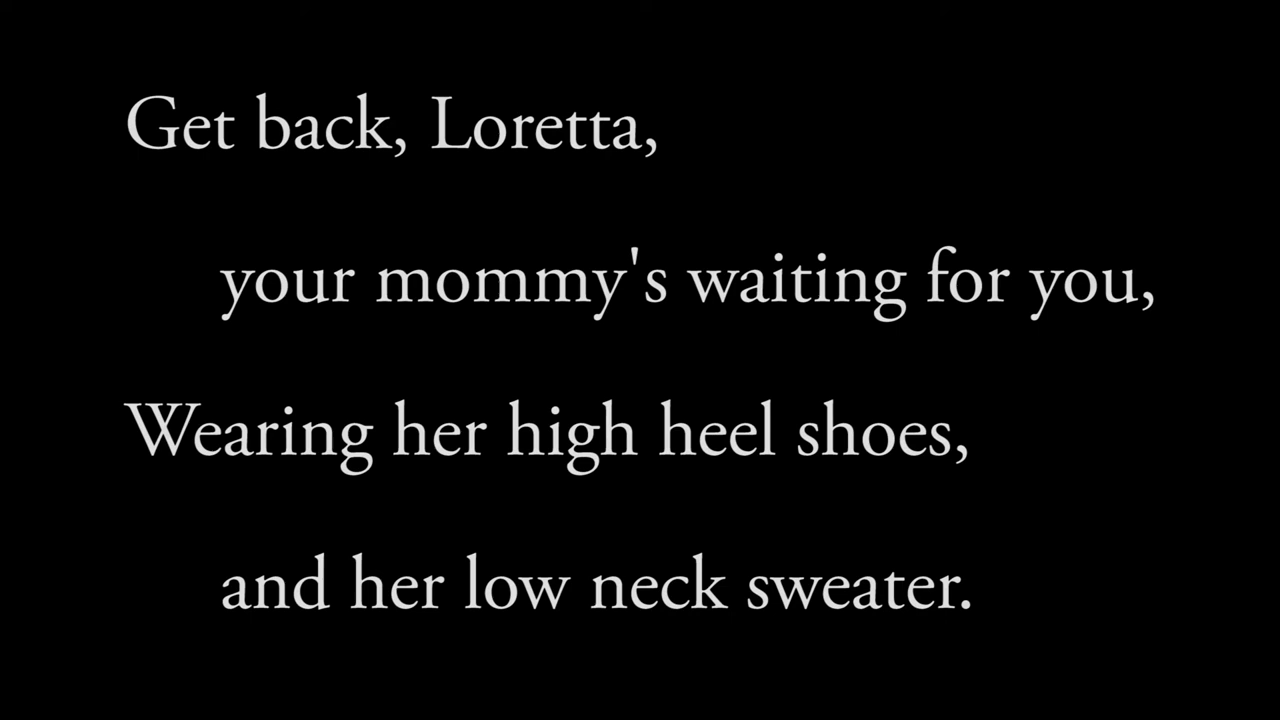 Get back, Loretta,
your mommy's waiting for you,
Wearing her high heel shoes,
and her low neck sweater.